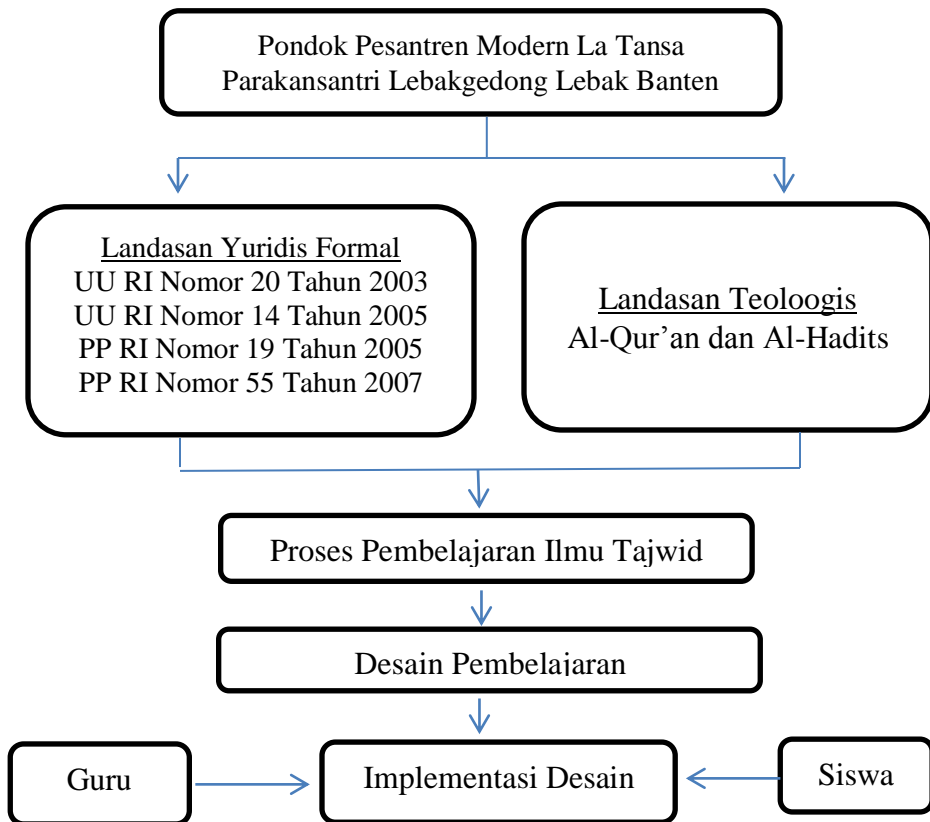 Pondok Pesantren Modern La Tansa
Parakansantri Lebakgedong Lebak Banten
Landasan Yuridis Formal
UU RI Nomor 20 Tahun 2003
UU RI Nomor 14 Tahun 2005
PP RI Nomor 19 Tahun 2005
PP RI Nomor 55 Tahun 2007
Landasan Teoloogis
Al-Qur’an dan Al-Hadits
Proses Pembelajaran Ilmu Tajwid
Desain Pembelajaran
Guru
Implementasi Desain
Siswa